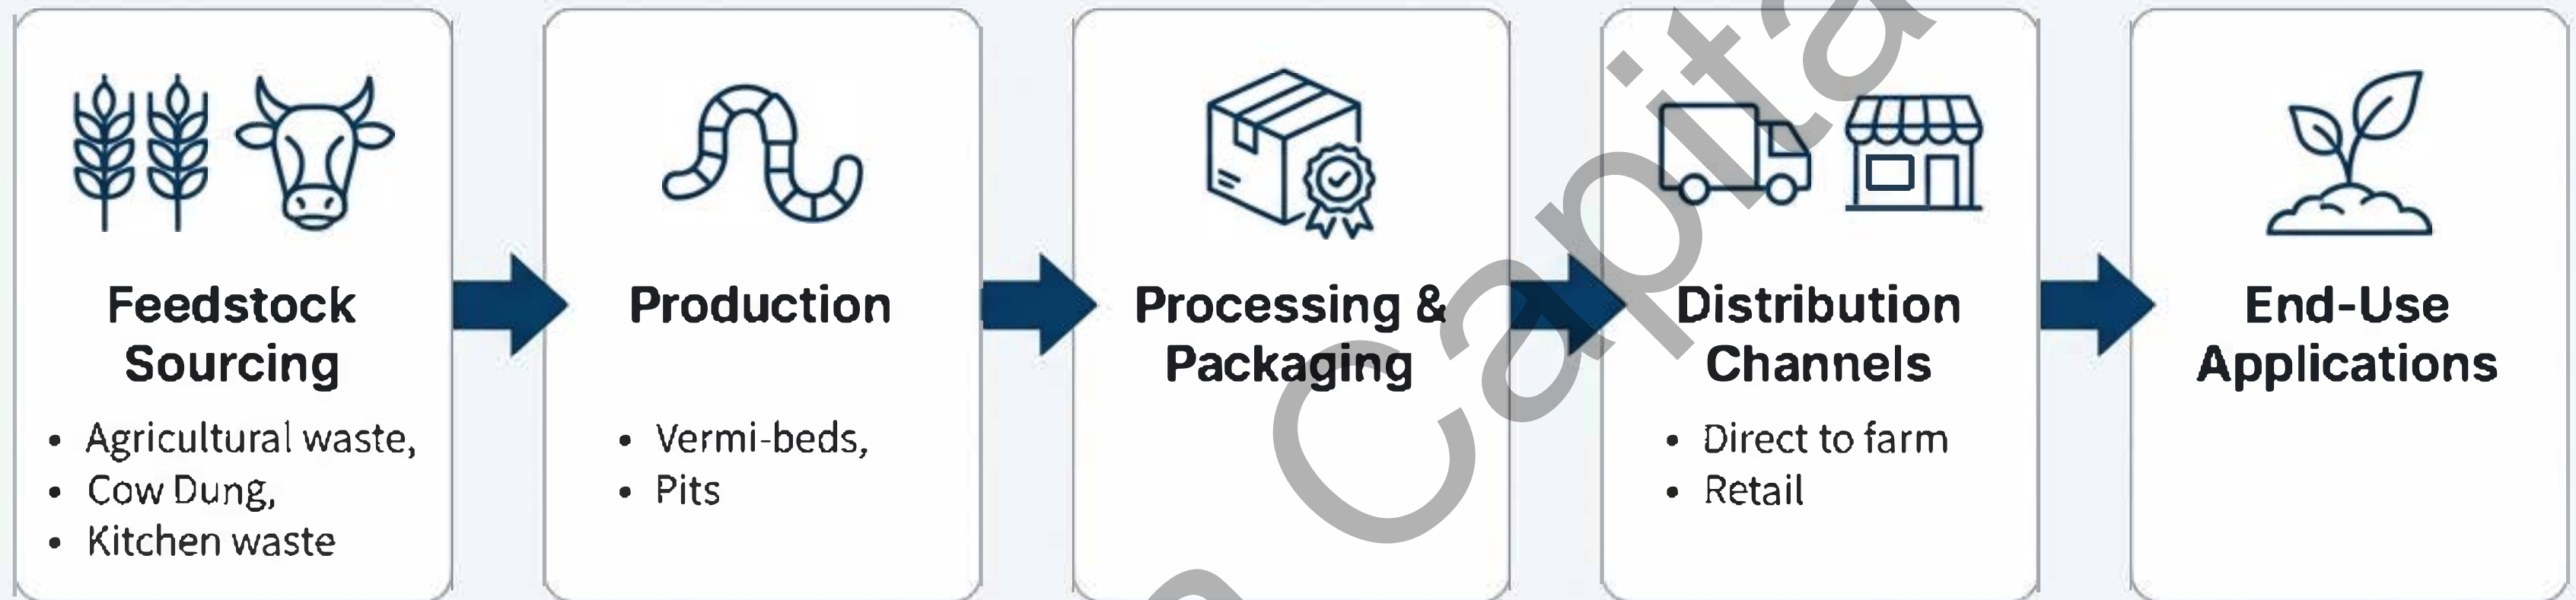 Feedstock
Sourcing
• Agricultural waste,
• Cow Dung,
• Kitchen waste
Production
• Vermi-beds,
• Pits
Processing &
Packaging
Distribution
Channels
• Direct to farm
• Retail
End-Use
Applications